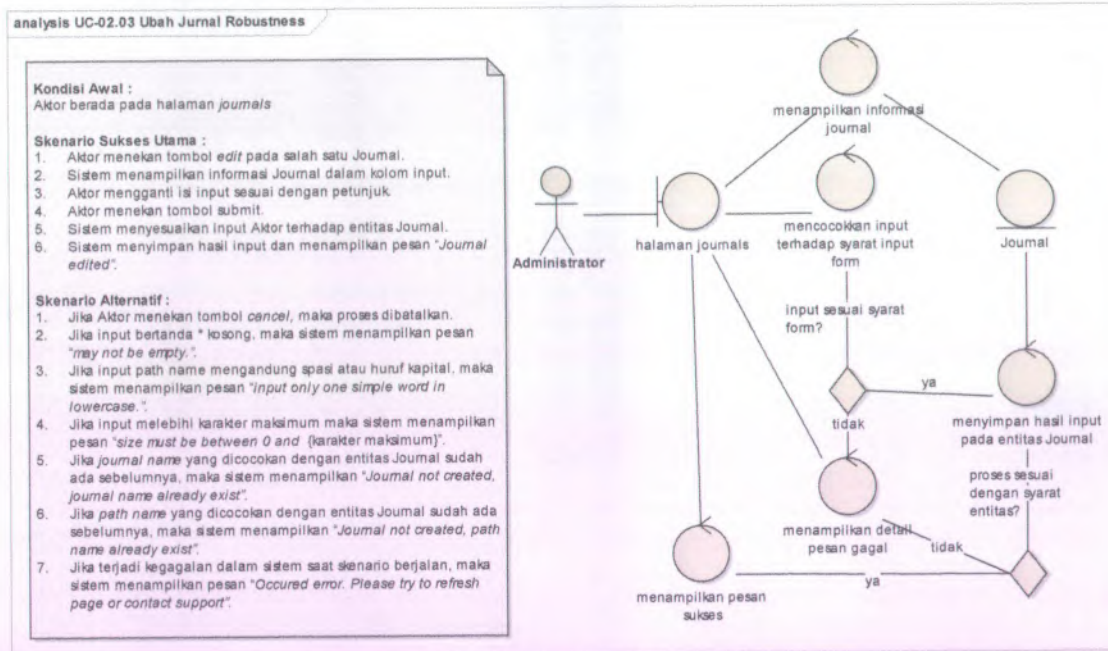 analysis UC-02.03 Ubah Jurnal Robustness
Kondisi Awal :
Aktor berada pada halaman journals
Skenario Sukses Utama :
1. Aktor menekan tombol edit pada salah satu Journal.
2. Sistem menampilkan informasi Journal dalam kolom input.
3. Aktor mengganti isi input sesuai dengan petunjuk.
4. Aktor menekan tombol submit.
5. Sistem menyesuaikan input Aktor terhadap entitas Journal.
6. Sistem menyimpan hasil input dan menampilkan pesan "Journal
edited".
Skenario Alternatif :
1. Jika Aktor menekan tombol cancel, maka proses dibatalkan.
2. Jika input bertanda * kosong, maka sistem menampilkan pesan
"may not be empty.".
3. Jika input path name mengandung spasi atau huruf kapital, maka
sistem menampilkan pesan "input only one simple word in
lowercase.".
4. Jika input melebihi karakter maksimum maka sistem menampilkan
pesan "size must be between 0 and {karakter maksimum}".
5. Jika journal name yang dicocokan dengan entitas Journal sudah
ada sebelumnya, maka sistem menampilkan "Journal not created,
journal name already exist".
6. Jika path name yang dicocokan dengan entitas Journal sudah ada
sebelumnya, maka sistem menampilkan "Journal not created, path
name already exist".
7. Jika terjadi kegagalan dalam sistem saat skenario berjalan, maka
sistem menampilkan pesan "Occured error. Please try to refresh
page or contact support".
menampilkan informasi
journal
Administrator
halaman journals
mencocokkan input
terhadap syarat input
form
Journal
input sesuai syarat
form?
ya
tidak
menyimpan hasil input
pada entitas Journal
proses sesuai
dengan syarat
entitas?
menampilkan detail
pesan gagal
tidak
ya
menampilkan pesan
sukses